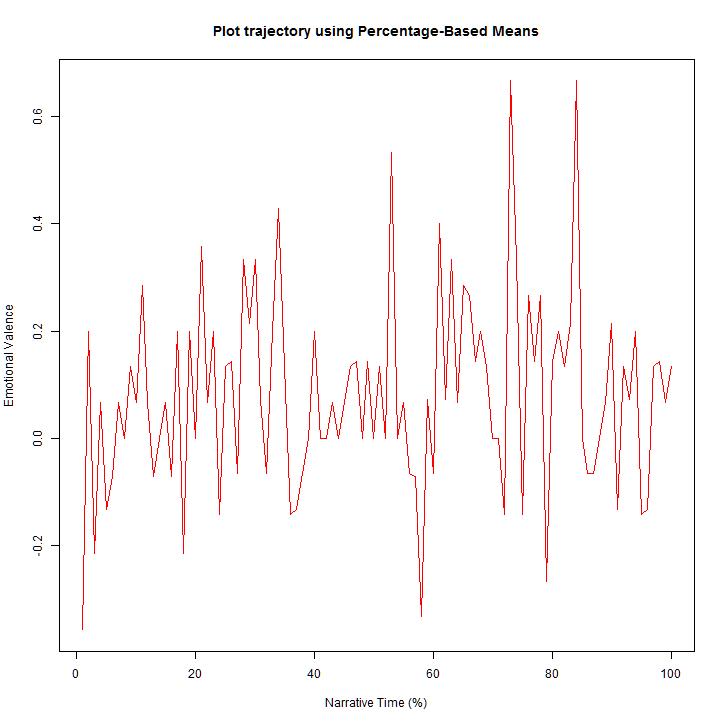 Plot trajectory using Percentage-Based Means
Emotional Valence
0.6
0.4
0.2
0.0
-0.2
0 20 40 60 80 100
Narrative Time (%)